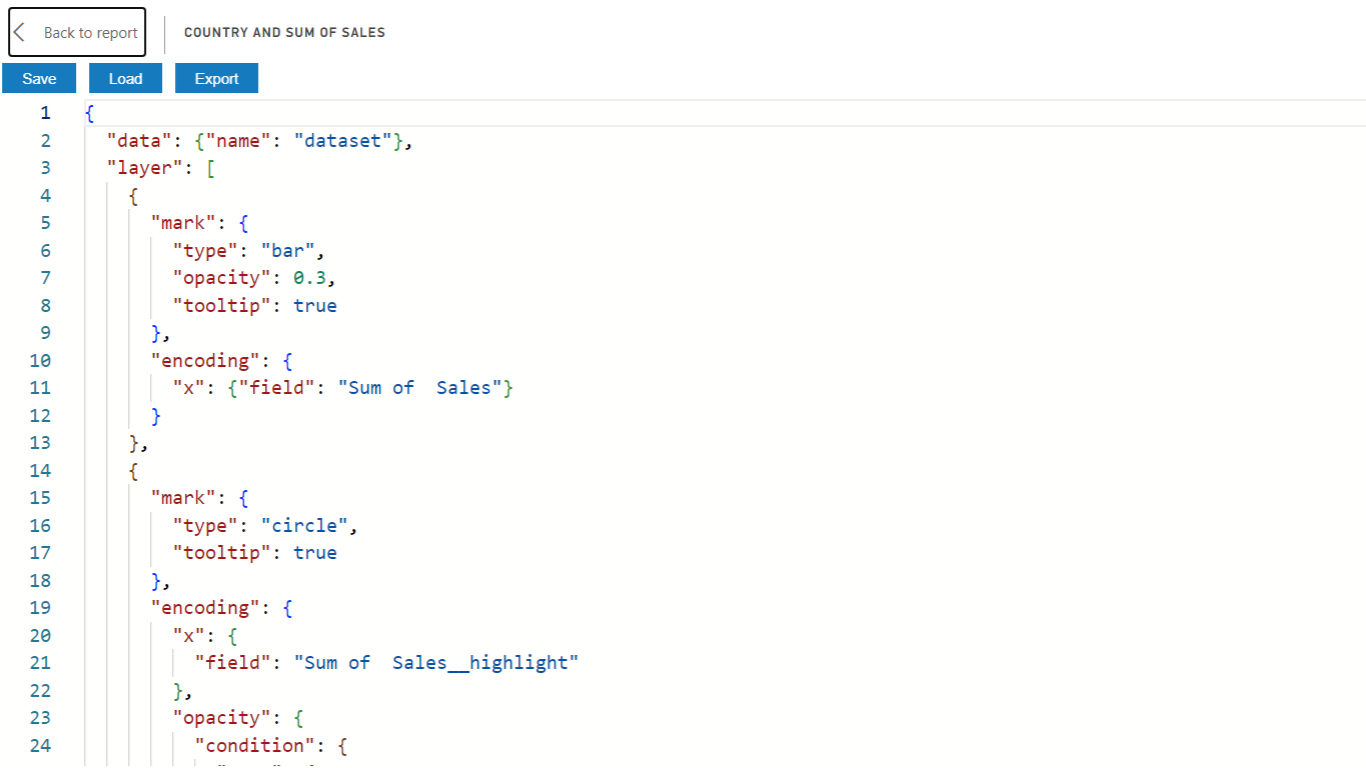 Back to report
COUNTRY AND SUM OF SALES
Save Load Export
1 {
2   "data": {"name": "dataset"},
3   "layer": [
4     {
5       "mark": {
6         "type": "bar",
7         "opacity": 0.3,
8         "tooltip": true
9       },
10       "encoding": {
11         "x": {"field": "Sum of  Sales"}
12       }
13     },
14     {
15       "mark": {
16         "type": "circle",
17         "tooltip": true
18       },
19       "encoding": {
20         "x": {
21           "field": "Sum of  Sales__highlight"
22         },
23         "opacity": {
24           "condition": {